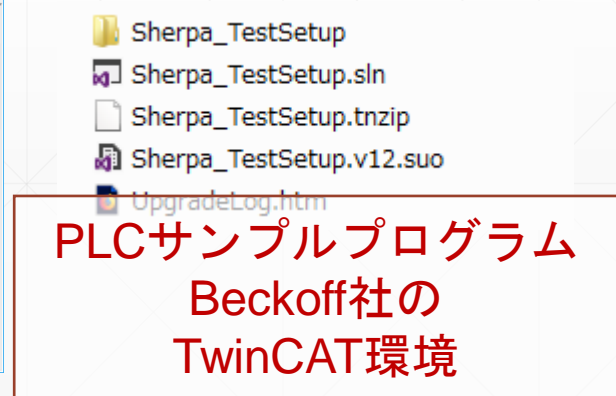 Sherpa_TestSetup
Sherpa_TestSetup.sln
Sherpa_TestSetup.tnzip
Sherpa_TestSetup.v12.suo
UpgradeLog.htm
PLCサンプルプログラム
Beckoff社の
TwinCAT環境